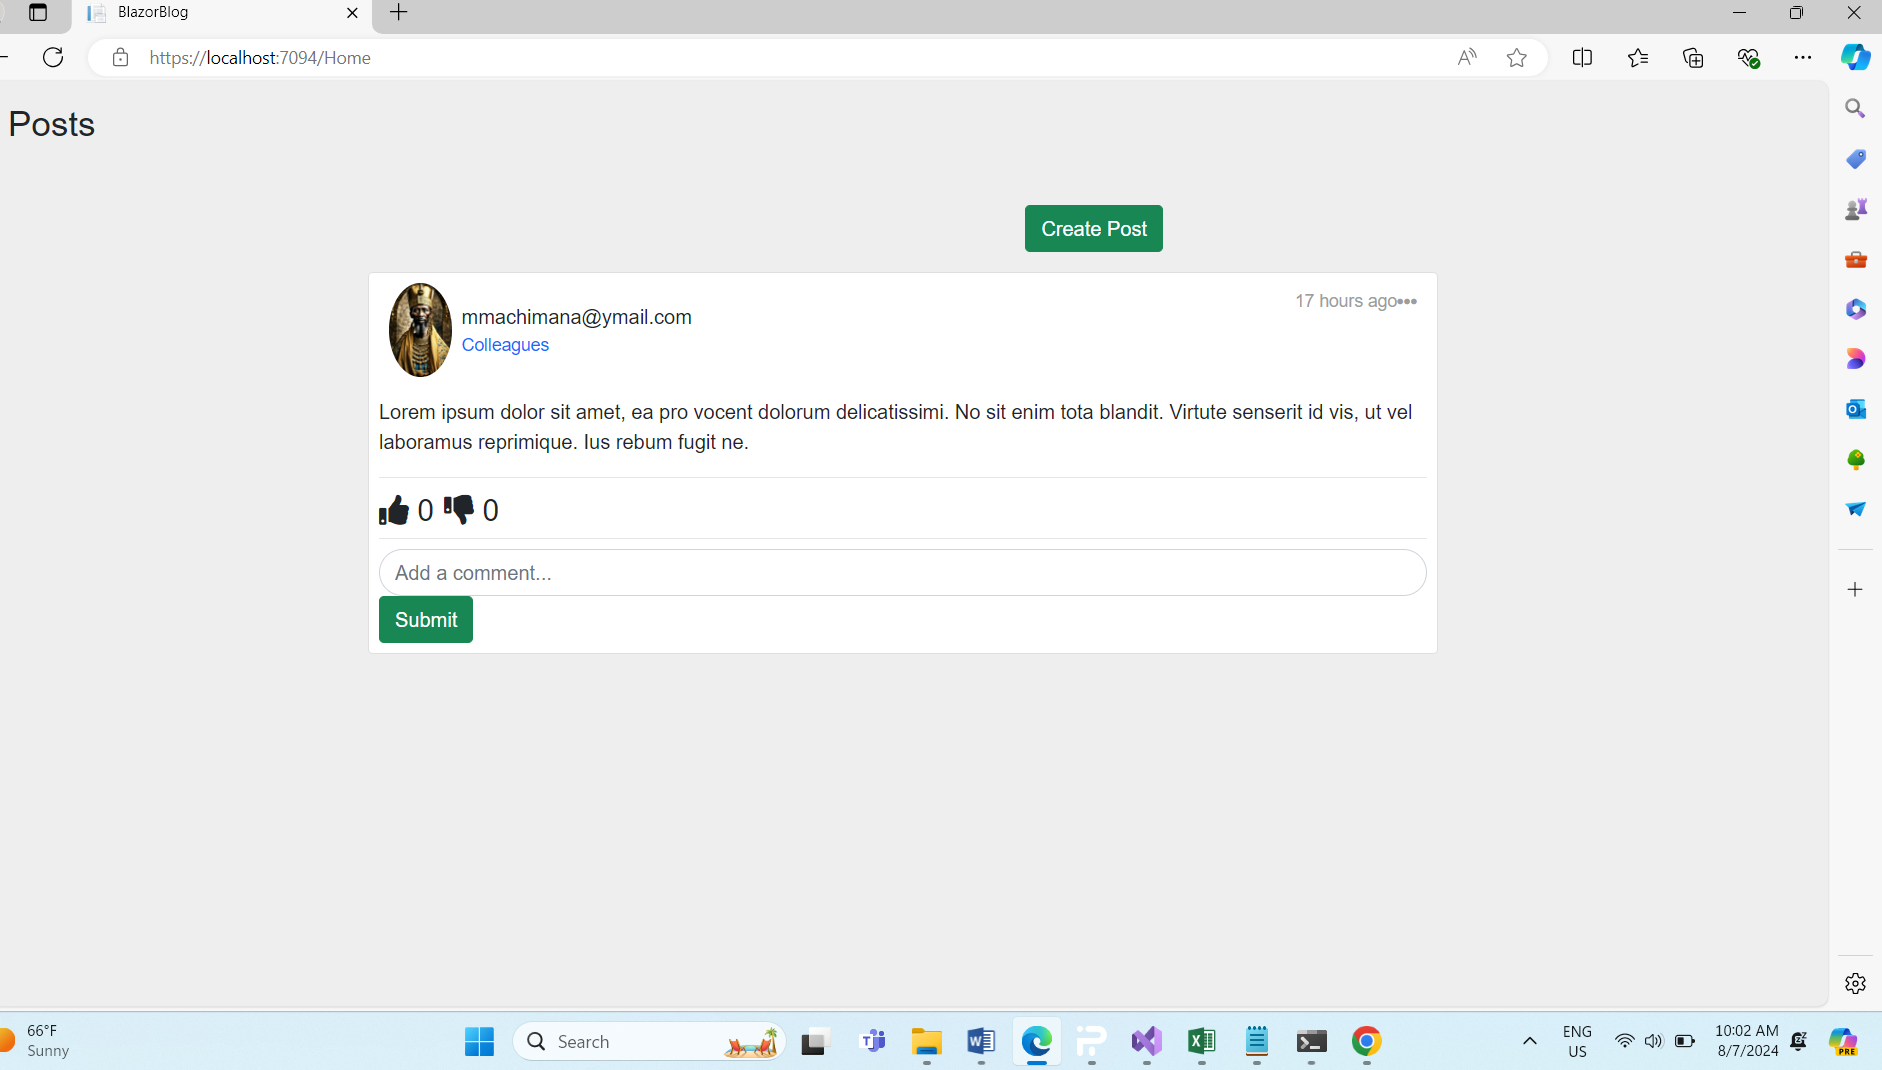 BlazorBlog
https://localhost:7094/Home
Posts
Create Post
17 hours ago•••
mmachimana@ymail.com
Colleagues
Lorem ipsum dolor sit amet, ea pro vocent dolorum delicatissimi. No sit enim tota blandit. Virtute senserit id vis, ut vel
laboramus reprimique. Ius rebum fugit ne.
0 0
Add a comment...
Submit
66°F
Sunny
Search
ENG
US
10:02 AM
8/7/2024
PRE